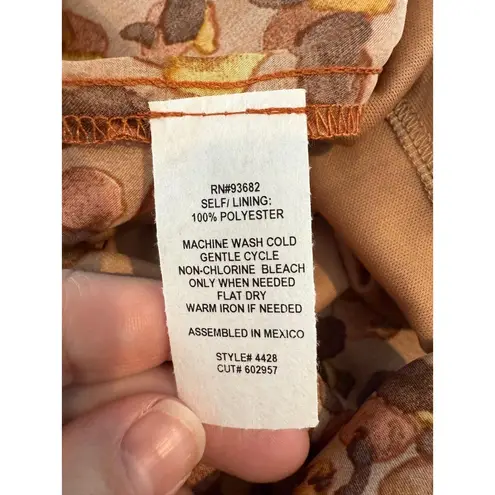 RN#93682
SELF/ LINING:
100% POLYESTER
MACHINE WASH COLD
GENTLE CYCLE
NON-CHLORINE BLEACH
ONLY WHEN NEEDED
FLAT DRY
WARM IRON IF NEEDED
ASSEMBLED IN MEXICO
STYLE# 4428
CUT# 602957